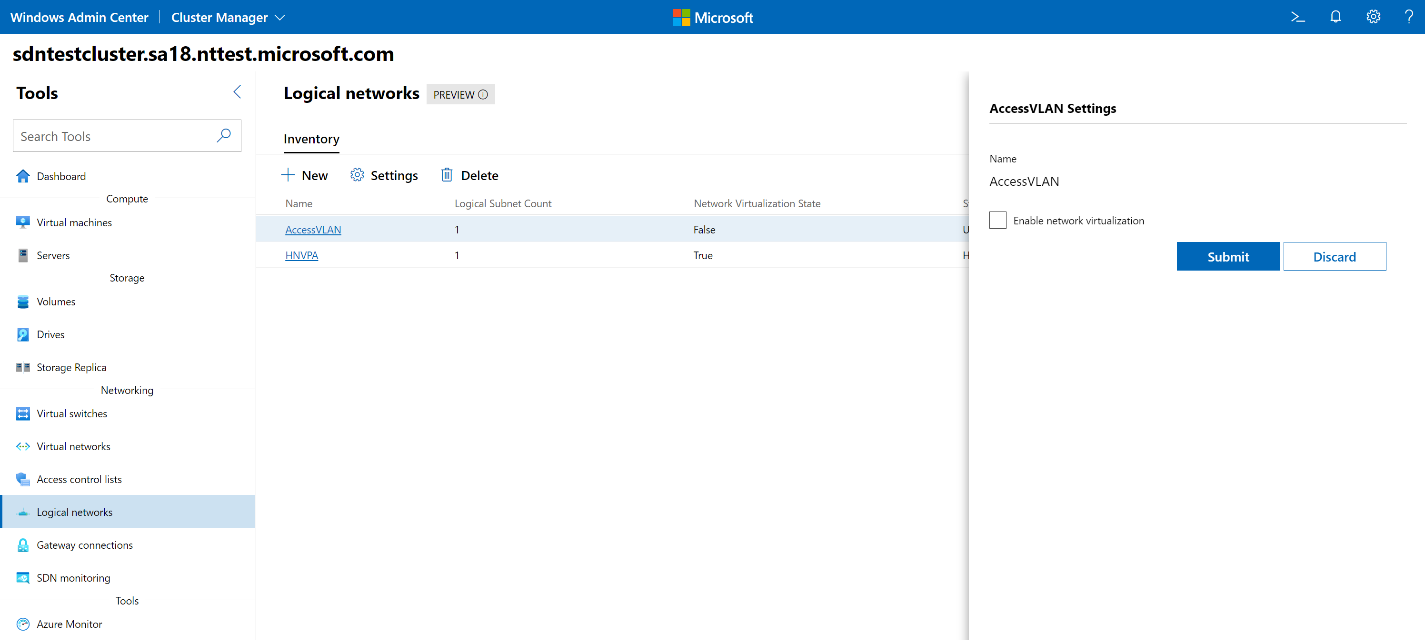 Windows Admin Center Cluster Manager Microsoft
sdntestcluster.sa18.nttest.microsoft.com
Tools
Search Tools
Dashboard
Compute
Virtual machines
Servers
Storage
Volumes
Drives
Storage Replica
Networking
Virtual switches
Virtual networks
Access control lists
Logical networks
Gateway connections
SDN monitoring
Tools
Azure Monitor
Logical networks PREVIEW
Inventory
New Settings Delete
Name Logical Subnet Count Network Virtualization State
AccessVLAN 1 False
HNVPA 1 True
AccessVLAN Settings
Name
AccessVLAN
Enable network virtualization
Submit Discard